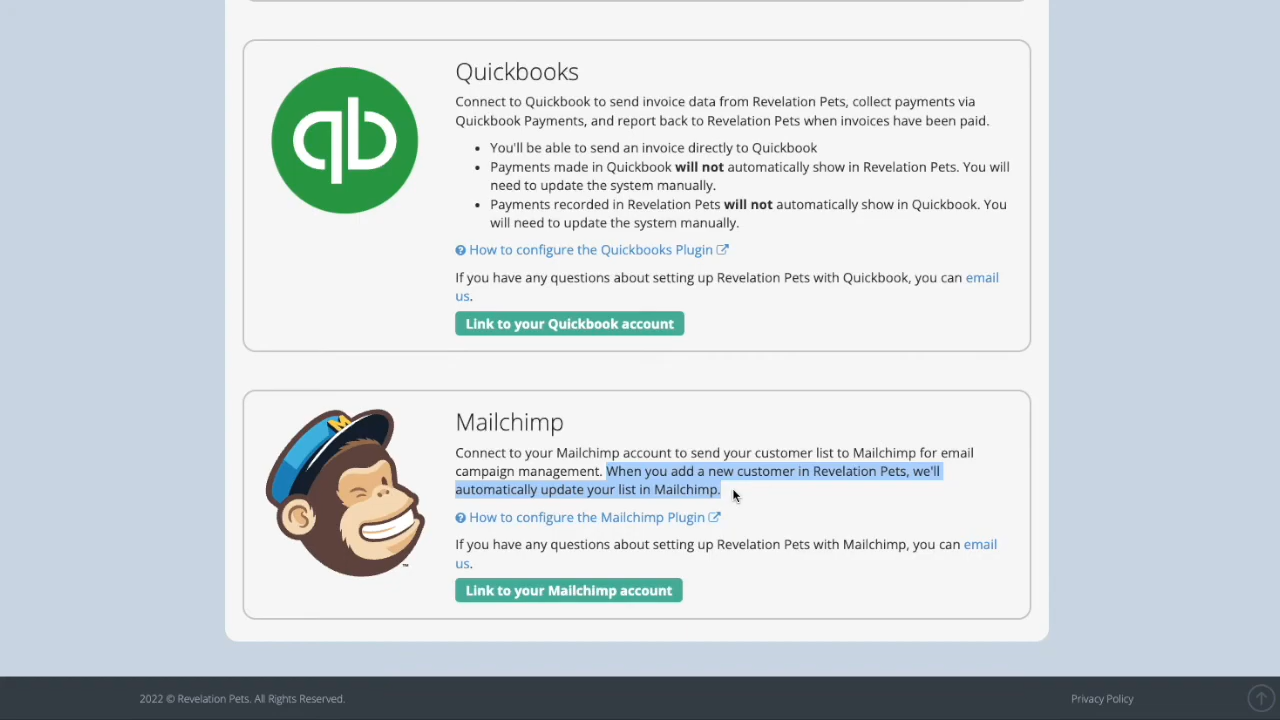 Quickbooks
Connect to Quickbook to send invoice data from Revelation Pets, collect payments via
Quickbook Payments, and report back to Revelation Pets when invoices have been paid.
• You'll be able to send an invoice directly to Quickbook
• Payments made in Quickbook will not automatically show in Revelation Pets. You will
need to update the system manually.
• Payments recorded in Revelation Pets will not automatically show in Quickbook. You
will need to update the system manually.
How to configure the Quickbooks Plugin
If you have any questions about setting up Revelation Pets with Quickbook, you can email
us.
Link to your Quickbook account
Mailchimp
Connect to your Mailchimp account to send your customer list to Mailchimp for email
campaign management. When you add a new customer in Revelation Pets, we'll
automatically update your list in Mailchimp.
How to configure the Mailchimp Plugin
If you have any questions about setting up Revelation Pets with Mailchimp, you can email
us.
Link to your Mailchimp account
2022 © Revelation Pets. All Rights Reserved.
Privacy Policy